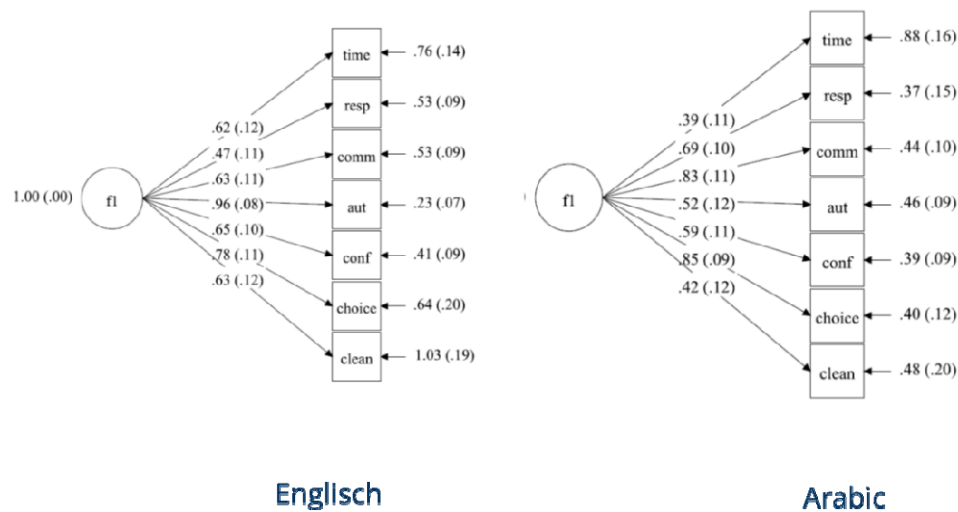 time
.76 (.14)
resp
.53 (.09)
comm
.53 (.09)
aut
.23 (.07)
conf
.41 (.09)
choice
.64 (.20)
clean
1.03 (.19)
.62 (.12)
.47 (.11)
.63 (.11)
.96 (.08)
.65 (.10)
.78 (.11)
.63 (.12)
1.00 (.00)
f1
Englisch
time
.88 (.16)
resp
.37 (.15)
comm
.44 (.10)
aut
.46 (.09)
conf
.39 (.09)
choice
.40 (.12)
clean
.48 (.20)
.39 (.11)
.69 (.10)
.83 (.11)
.52 (.12)
.59 (.11)
.85 (.09)
.42 (.12)
f1
Arabic